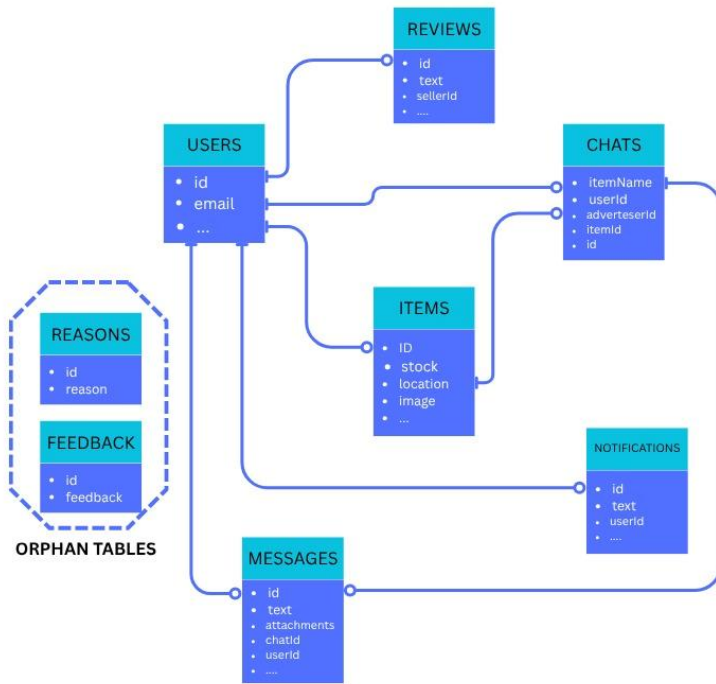 REVIEWS
id
text
sellerId
....
USERS
id
email
...
CHATS
itemName
userId
adverteserId
itemId
id
ITEMS
ID
stock
location
image
...
REASONS
id
reason
FEEDBACK
id
feedback
ORPHAN TABLES
NOTIFICATIONS
id
text
userId
....
MESSAGES
id
text
attachments
chatId
userId
....